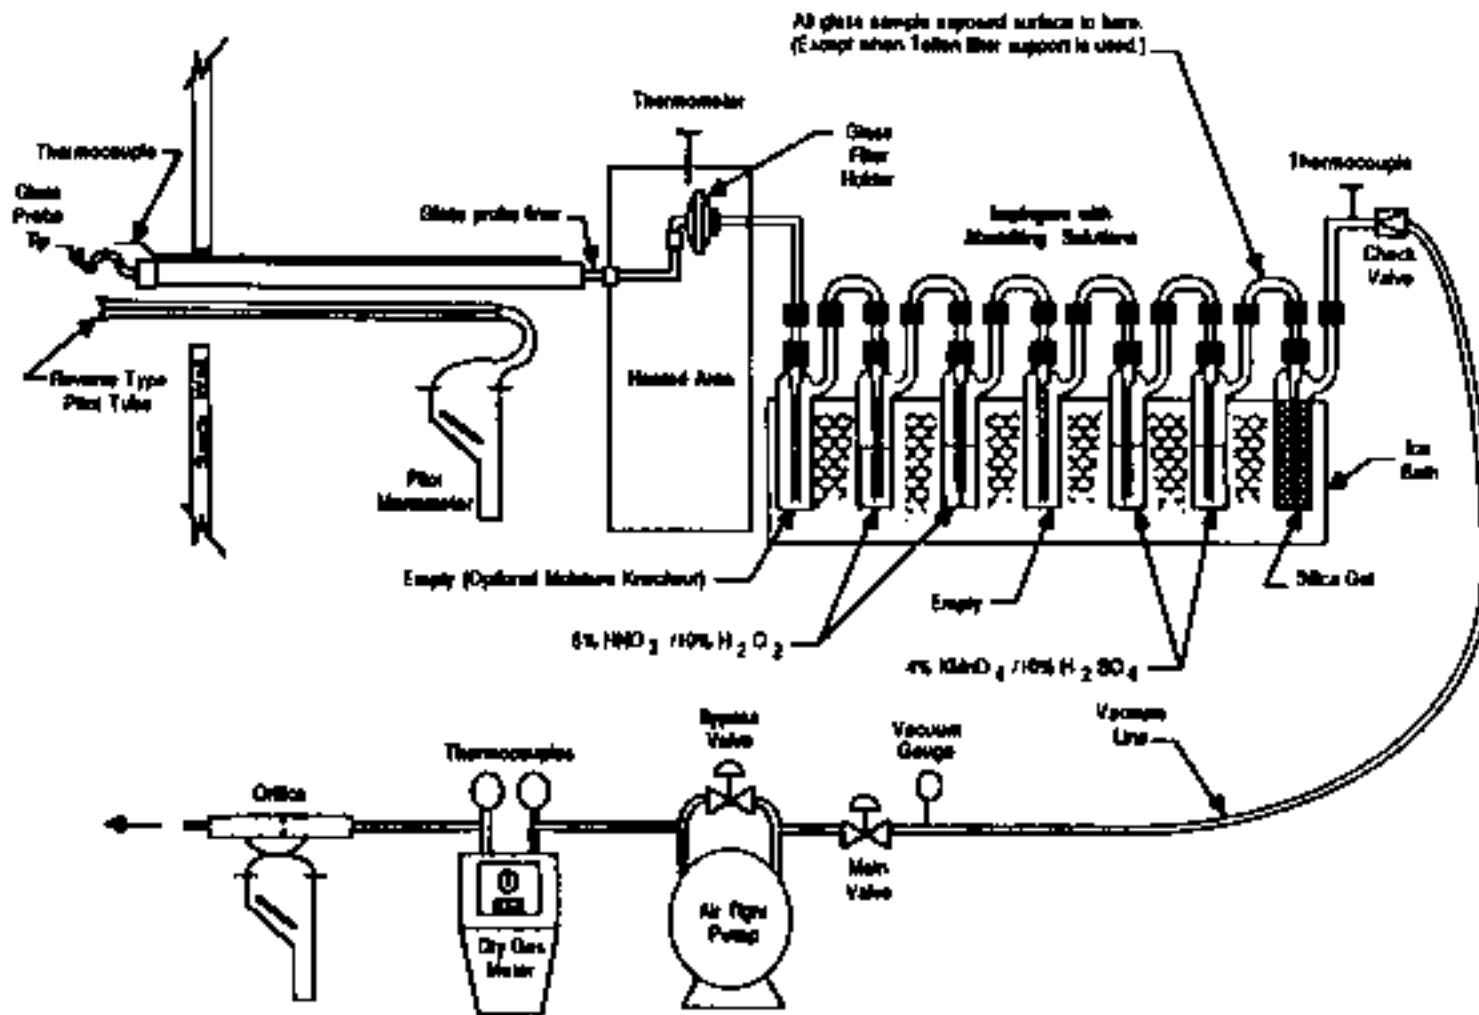 All glass sample exposed surface to here.
(Except when Teflon filter support is used.)
Thermometer
Glass
Filter
Holder
Thermocouple
Glass
Probe
Tip
Glass probe liner
Thermocouple
Impingers with
Absorbing Solutions
Check
Valve
Reverse Type
Pitot Tube
Heated Area
Pitot
Manometer
Ice
Bath
Empty (Optional Moisture Knockout)
Empty
Silica Gel
5% HNO3 /10% H2O2
4% KMnO4 /10% H2SO4
Vacuum
Line
Bypass
Valve
Vacuum
Gauge
Thermocouples
Orifice
Main
Valve
Air Tight
Pump
Dry Gas
Meter